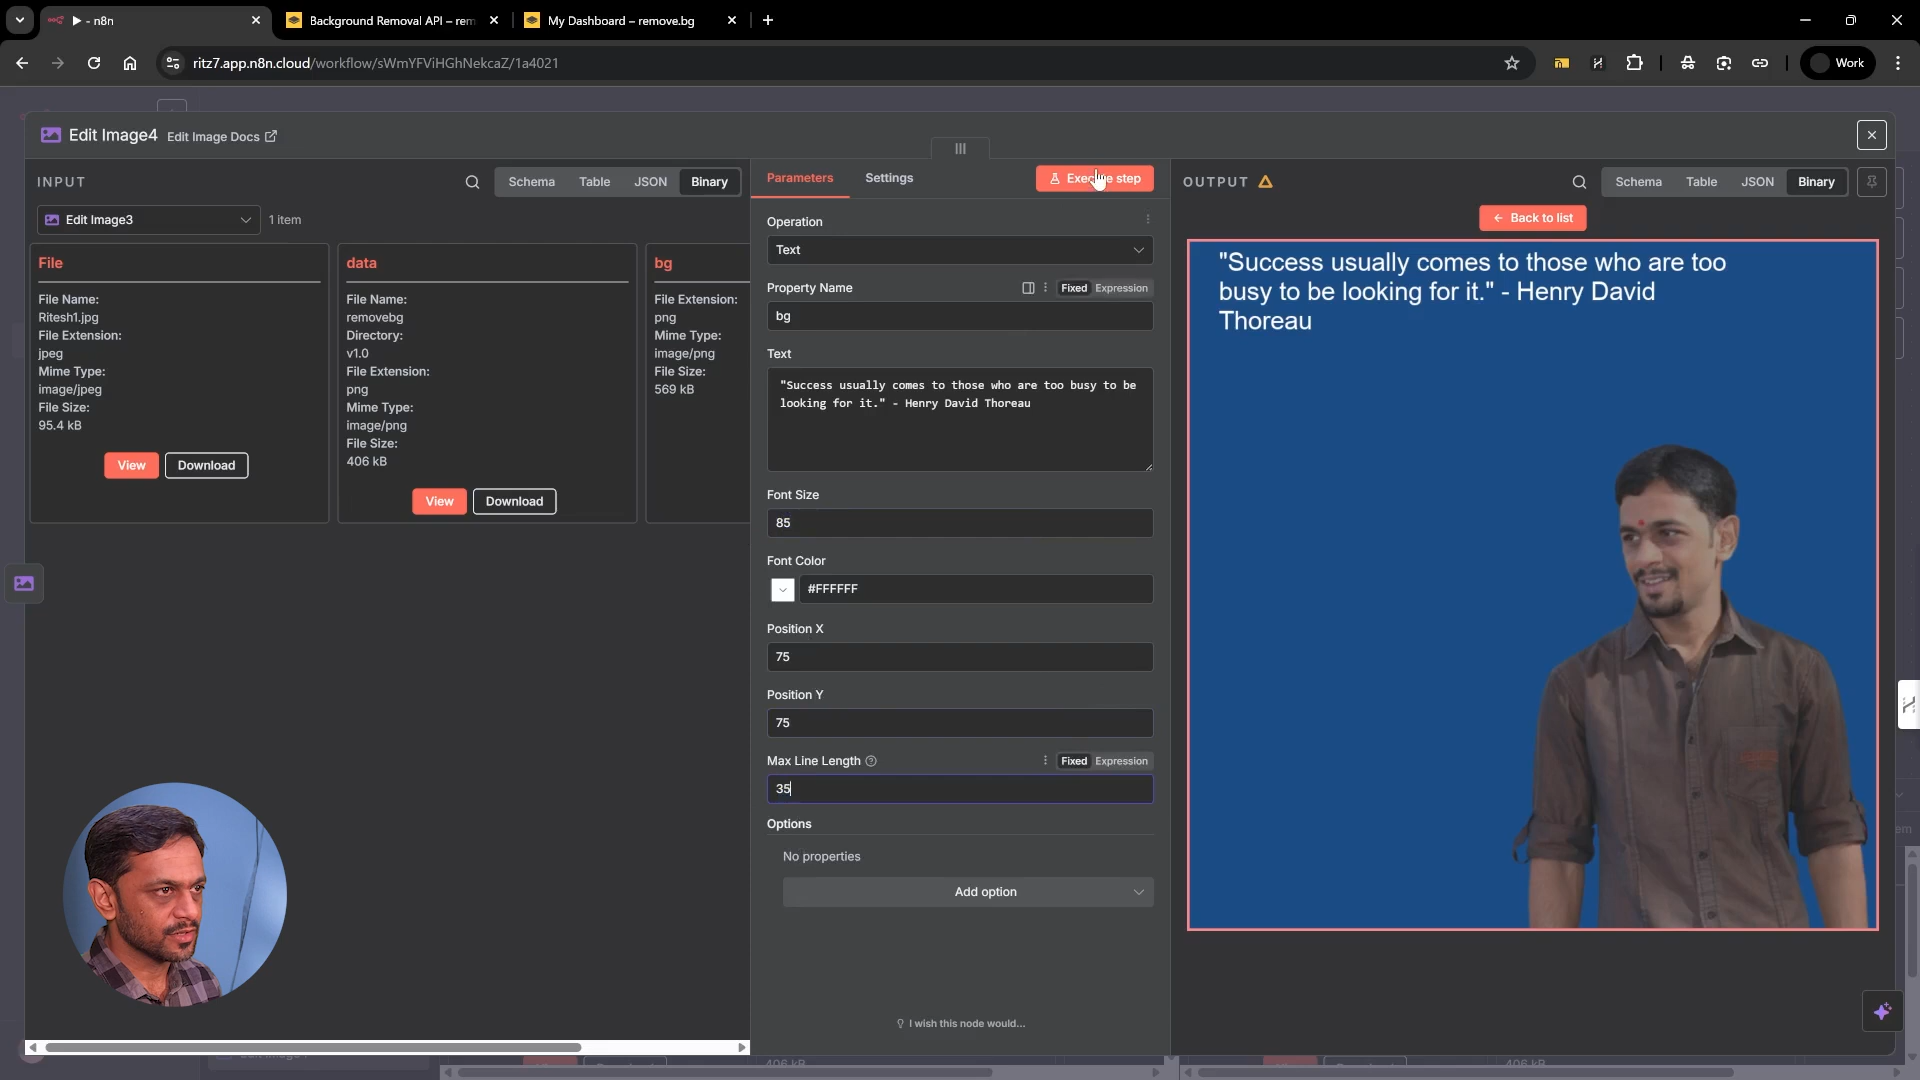 - n8n
Background Removal API – rem
My Dashboard – remove.bg
ritz7.app.n8n.cloud/workflow/sWmYFViHGhNekcaZ/1a4021
Work
Edit Image4
Edit Image Docs
INPUT
Schema
Table
JSON
Binary
Edit Image3
1 item
File
File Name:
Ritesh1.jpg
File Extension:
jpeg
Mime Type:
image/jpeg
File Size:
95.4 kB
View
Download
data
File Name:
removebg
Directory:
v1.0
File Extension:
png
Mime Type:
image/png
File Size:
406 kB
View
Download
bg
File Extension:
png
Mime Type:
image/png
File Size:
569 kB
Parameters
Settings
Execute step
Operation
Text
Property Name
Fixed
Expression
bg
Text
"Success usually comes to those who are too busy to be
looking for it." - Henry David Thoreau
Font Size
85
Font Color
#FFFFFF
Position X
75
Position Y
75
Max Line Length
Fixed
Expression
35
Options
No properties
Add option
I wish this node would...
OUTPUT
Schema
Table
JSON
Binary
Back to list
"Success usually comes to those who are too
busy to be looking for it." - Henry David
Thoreau
406 kB
406 kB